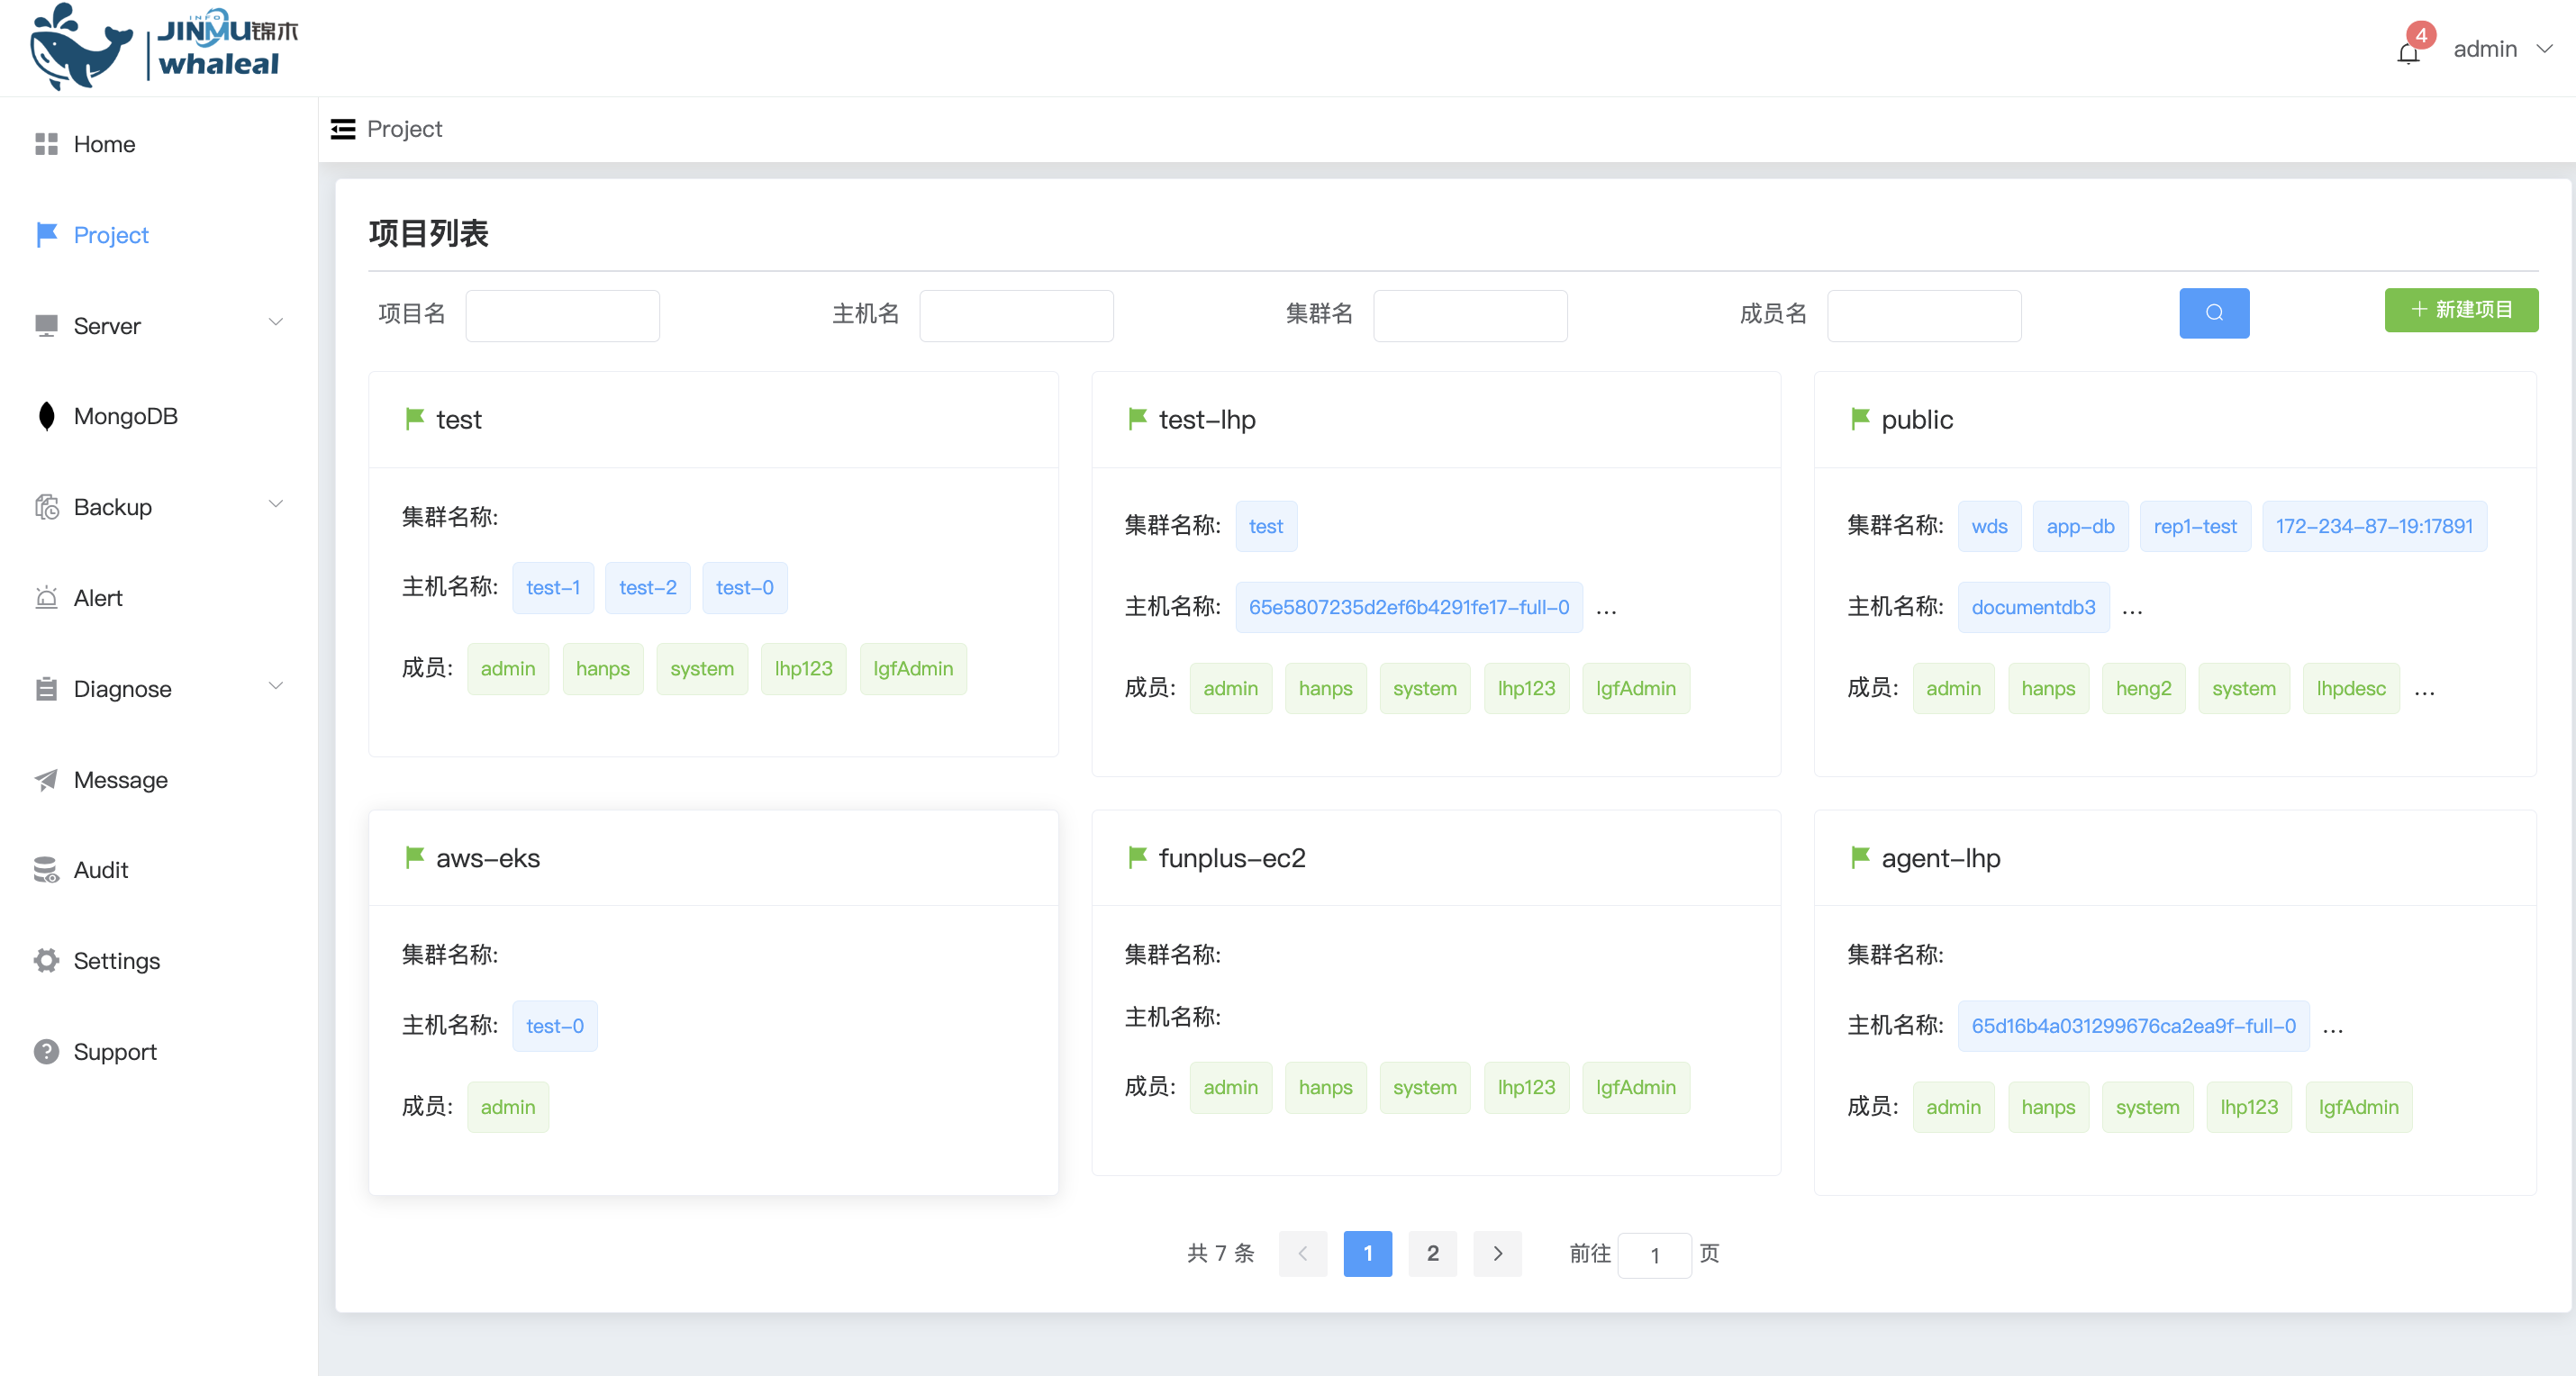 INFO
JINMU锦木
whaleal
4
admin
Home
Project
Server
MongoDB
Backup
Alert
Diagnose
Message
Audit
Settings
Support
Project
项目列表
项目名 主机名 集群名 成员名 新建项目
test
集群名称:
主机名称: test-1 test-2 test-0
成员: admin hanps system lhp123 lgfAdmin
test-lhp
集群名称: test
主机名称: 65e5807235d2ef6b4291fe17-full-0 ...
成员: admin hanps system lhp123 lgfAdmin
public
集群名称: wds app-db rep1-test 172-234-87-19:17891
主机名称: documentdb3 ...
成员: admin hanps heng2 system lhpdesc ...
aws-eks
集群名称:
主机名称: test-0
成员: admin
funplus-ec2
集群名称:
主机名称:
成员: admin hanps system lhp123 lgfAdmin
agent-lhp
集群名称:
主机名称: 65d16b4a031299676ca2ea9f-full-0 ...
成员: admin hanps system lhp123 lgfAdmin
共 7 条 1 2 前往 1 页